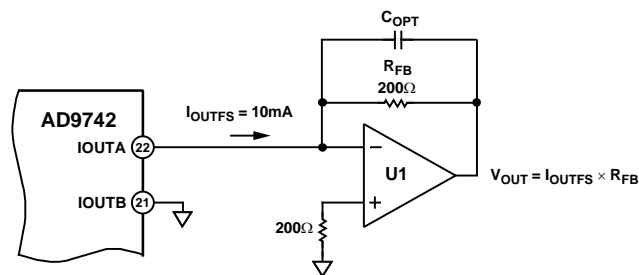 C_OPT
R_FB
200Ω
AD9742
I_OUTFS = 10mA
IOUTA 22
−
U1
V_OUT = I_OUTFS × R_FB
IOUTB 21
+
200Ω